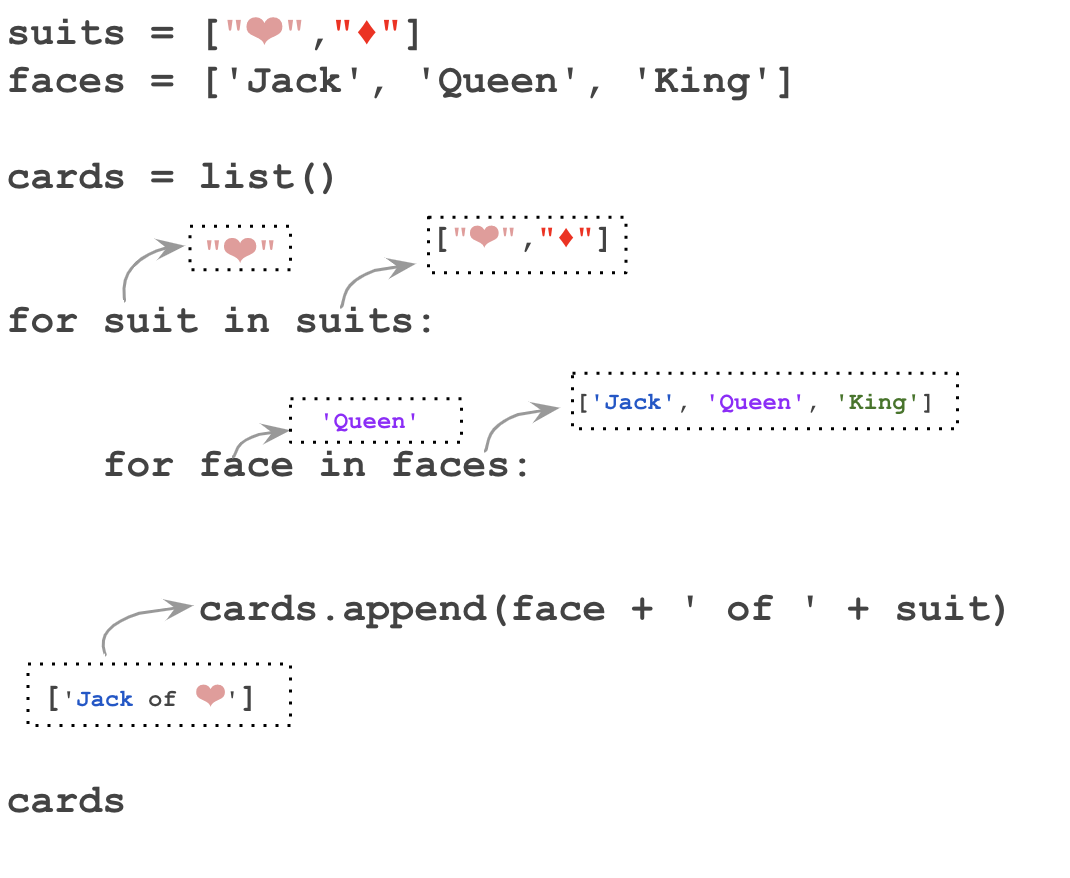 suits = ["❤","♦"]
faces = ['Jack', 'Queen', 'King']
cards = list()
"❤"
["❤","♦"]
for suit in suits:
['Jack', 'Queen', 'King']
'Queen'
for face in faces:
cards.append(face + ' of ' + suit)
['Jack of ❤']
cards